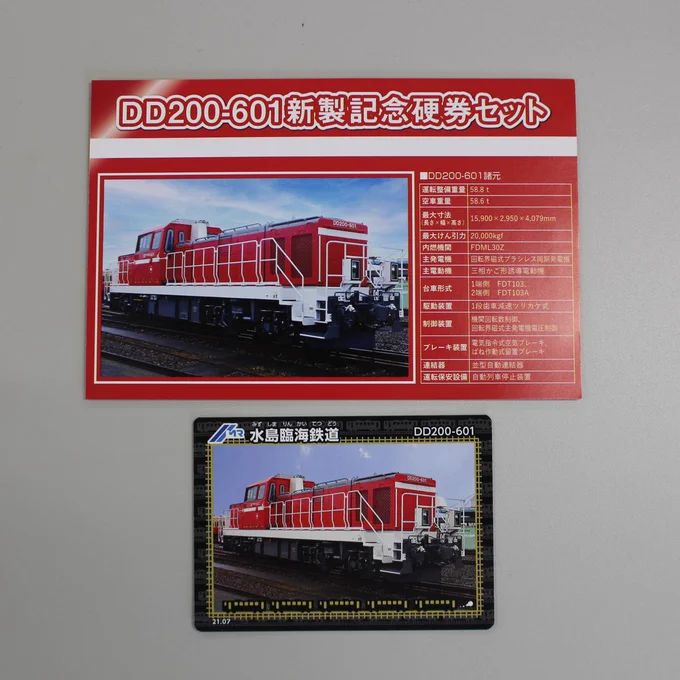 DD200-601新製記念硬券セット
■DD200-601諸元
運転整備重量 58.8 t
空車重量 58.6 t
最大寸法 15,900×2,950×4,079mm
(長さ×幅×高さ)
最大けん引力 20,000kgf
内燃機関 FDML30Z
主発電機 回転界磁式ブラシレス同期発電機
主電動機 三相かご形誘導電動機
台車形式 1端側 FDT103、
2端側 FDT103A
駆動装置 1段歯車減速ツリカケ式
制御装置 機関回転数制御、
回転界磁式主発電機電圧制御
ブレーキ装置 電気指令式空気ブレーキ、
ばね作動式留置ブレーキ
連結器 並型自動連結器
運転保安設備 自動列車停止装置
DD200-601
みずしまりんかいてつどう
MR 水島臨海鉄道 DD200-601
DD200-601
21.07